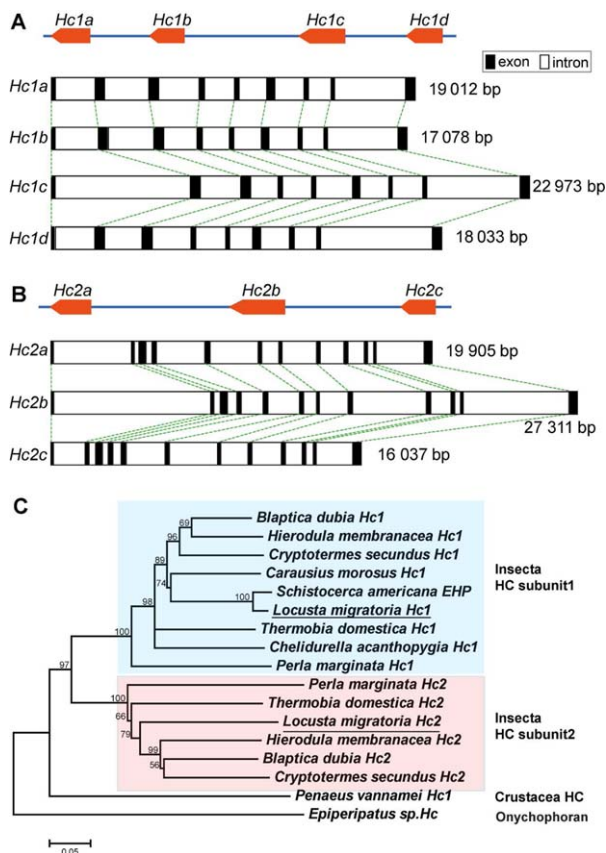 A
Hc1a Hc1b Hc1c Hc1d
exon intron
Hc1a 19 012 bp
Hc1b 17 078 bp
Hc1c 22 973 bp
Hc1d 18 033 bp
B
Hc2a Hc2b Hc2c
Hc2a 19 905 bp
Hc2b 27 311 bp
Hc2c 16 037 bp
C
69 Blaptica dubia Hc1
96 Hierodula membranacea Hc1
89 Cryptotermes secundus Hc1
74 Carausius morosus Hc1
Insecta
HC subunit1
Schistocerca americana EHP
100 Locusta migratoria Hc1
98 Thermobia domestica Hc1
Chelidurella acanthopygia Hc1
100 Perla marginata Hc1
97
100 Perla marginata Hc2
66 Thermobia domestica Hc2
79 Locusta migratoria Hc2
Insecta
HC subunit2
99 Hierodula membranacea Hc2
56 Blaptica dubia Hc2
Cryptotermes secundus Hc2
Penaeus vannamei Hc1 Crustacea HC
Epiperipatus sp.Hc Onychophoran
0.05